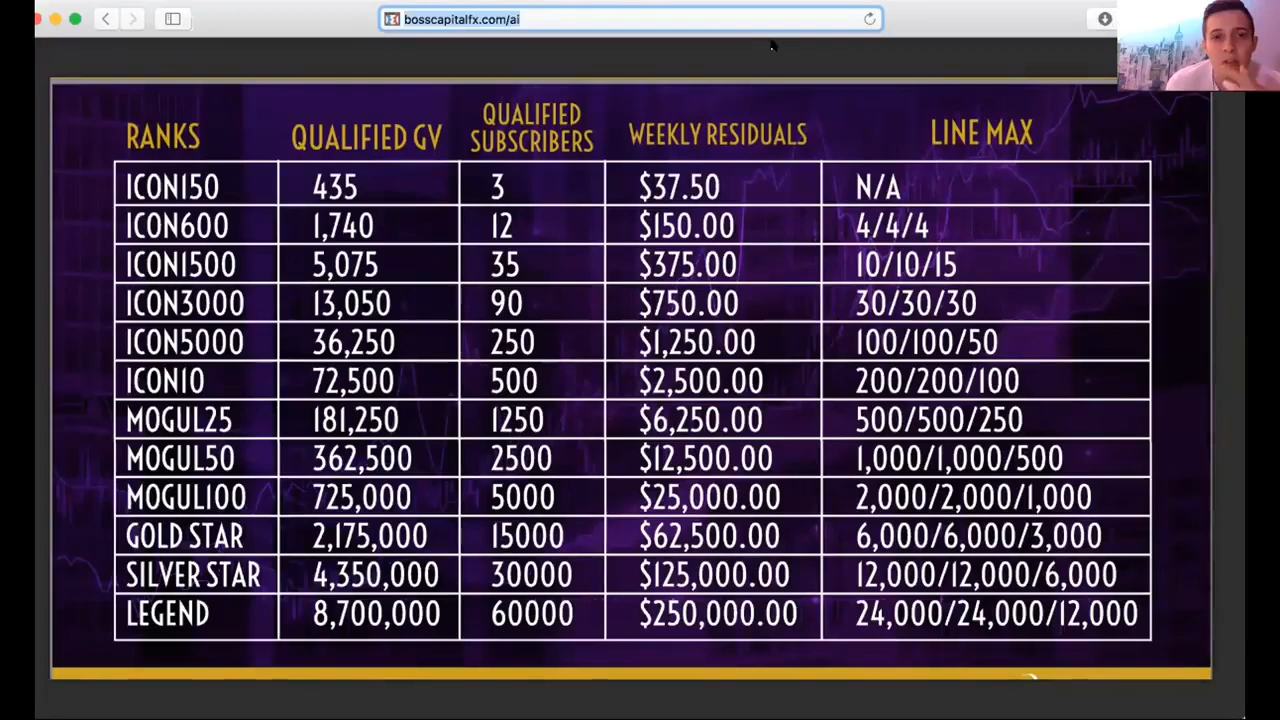 bosscapitalfx.com/ai
RANKS QUALIFIED GV QUALIFIED SUBSCRIBERS WEEKLY RESIDUALS LINE MAX
ICON150 435 3 $37.50 N/A
ICON600 1,740 12 $150.00 4/4/4
ICON1500 5,075 35 $375.00 10/10/15
ICON3000 13,050 90 $750.00 30/30/30
ICON5000 36,250 250 $1,250.00 100/100/50
ICON10 72,500 500 $2,500.00 200/200/100
MOGUL25 181,250 1250 $6,250.00 500/500/250
MOGUL50 362,500 2500 $12,500.00 1,000/1,000/500
MOGUL100 725,000 5000 $25,000.00 2,000/2,000/1,000
GOLD STAR 2,175,000 15000 $62,500.00 6,000/6,000/3,000
SILVER STAR 4,350,000 30000 $125,000.00 12,000/12,000/6,000
LEGEND 8,700,000 60000 $250,000.00 24,000/24,000/12,000